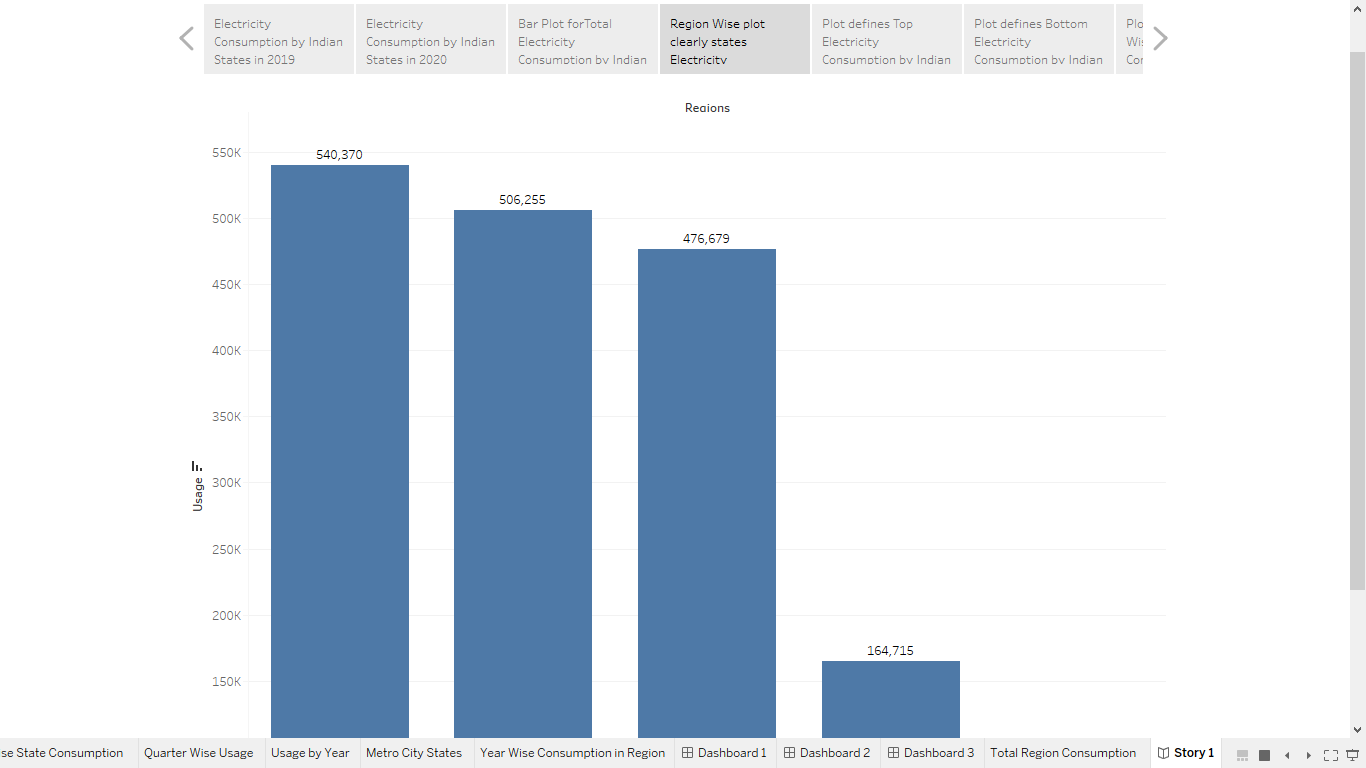 Electricity
Consumption by Indian
States in 2019
Electricity
Consumption by Indian
States in 2020
Bar Plot forTotal
Electricity
Consumption by Indian
Region Wise plot
clearly states
Electricity
Plot defines Top
Electricity
Consumption by Indian
Plot defines Bottom
Electricity
Consumption by Indian
Regions
550K
500K
450K
400K
350K
300K
250K
200K
150K
Usage
540,370
506,255
476,679
164,715
se State Consumption
Quarter Wise Usage
Usage by Year
Metro City States
Year Wise Consumption in Region
Dashboard 1
Dashboard 2
Dashboard 3
Total Region Consumption
Story 1